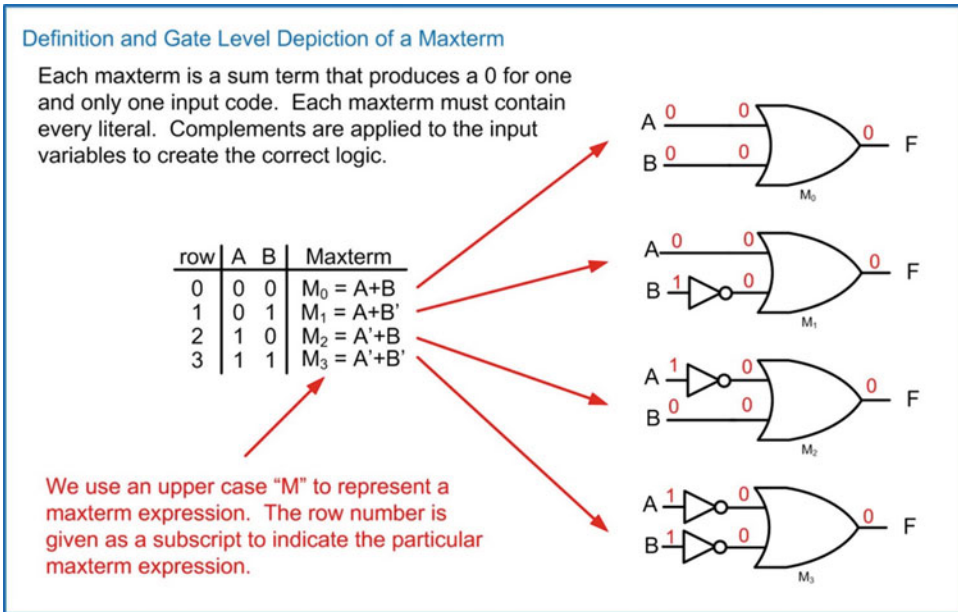 Definition and Gate Level Depiction of a Maxterm
Each maxterm is a sum term that produces a 0 for one
and only one input code. Each maxterm must contain
every literal. Complements are applied to the input
variables to create the correct logic.
row A B Maxterm
0 0 0 M₀ = A+B
1 0 1 M₁ = A+B'
2 1 0 M₂ = A'+B
3 1 1 M₃ = A'+B'
We use an upper case “M” to represent a
maxterm expression. The row number is
given as a subscript to indicate the particular
maxterm expression.
A 0 0
0 F
B 0 0
M₀
A 0 0
0 F
B 1 0
M₁
A 1 0
0 F
B 0 0
M₂
A 1 0
0 F
B 1 0
M₃